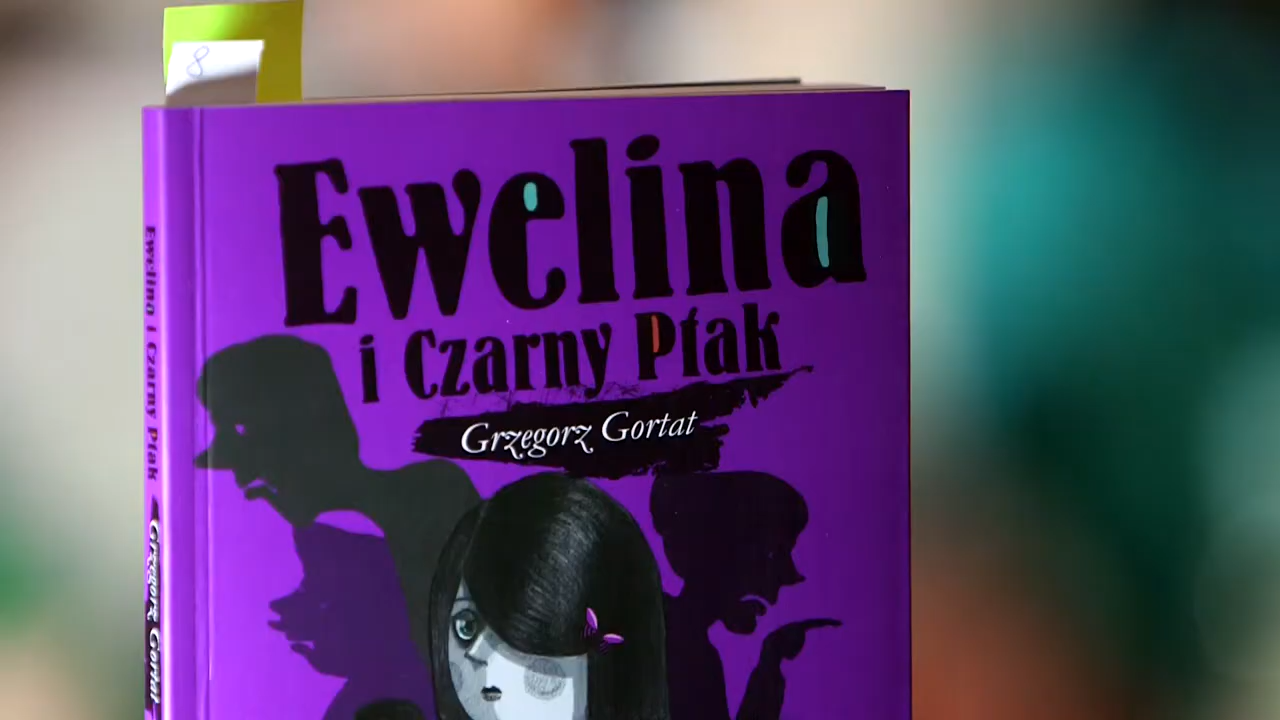 8
Ewelina
i Czarny Ptak
Grzegorz Gortat
Ewelina i Czarny Ptak Grzegorz Gortat